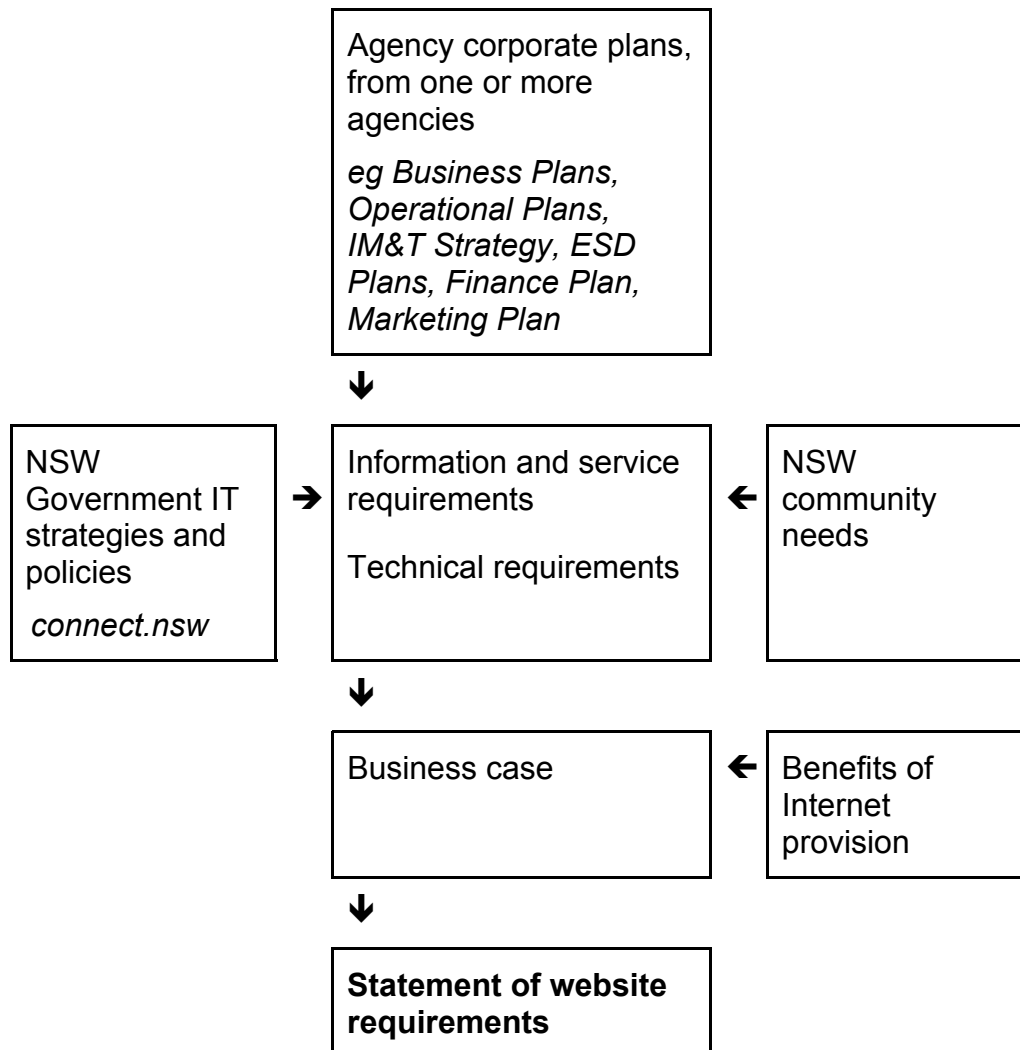 Agency corporate plans,
from one or more
agencies
eg Business Plans,
Operational Plans,
IM&T Strategy, ESD
Plans, Finance Plan,
Marketing Plan
NSW
Government IT
strategies and
policies
connect.nsw
Information and service
requirements
Technical requirements
NSW
community
needs
Business case
Benefits of
Internet
provision
Statement of website
requirements